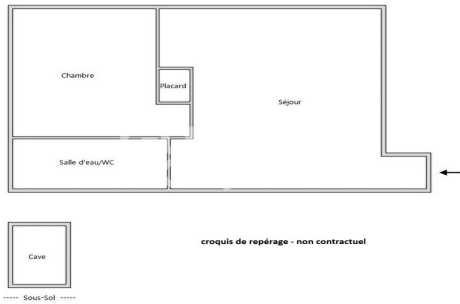 Chambre
Placard
Séjour
Salle d'eau/WC
croquis de repérage - non contractuel
Cave
----- Sous-Sol -----